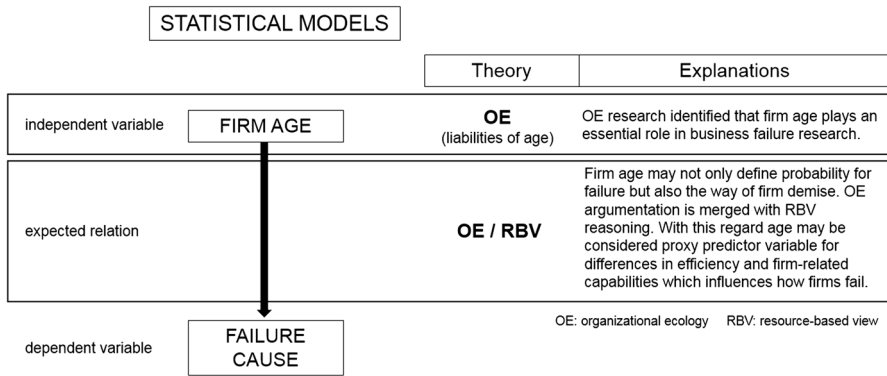 STATISTICAL MODELS
Theory
Explanations
independent variable
FIRM AGE
OE
(liabilities of age)
OE research identified that firm age plays an
essential role in business failure research.
expected relation
OE / RBV
Firm age may not only define probability for
failure but also the way of firm demise. OE
argumentation is merged with RBV
reasoning. With this regard age may be
considered proxy predictor variable for
differences in efficiency and firm-related
capabilities which influences how firms fail.
OE: organizational ecology RBV: resource-based view
dependent variable
FAILURE
CAUSE